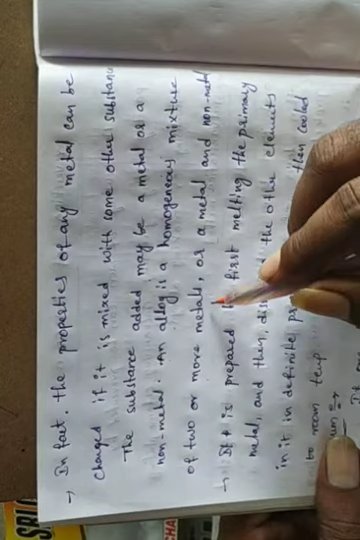 → In fact, the properties of any metal can be
changed if it is mixed with some other substanc
The substance added may be a metal or a
non-metal. An alloy is a homogeneous mixture
of two or more metals, or a metal and non-metal
→ It is prepared first melting the primary
metal, and then, the other elements
in it in definite then cooled
to room temp